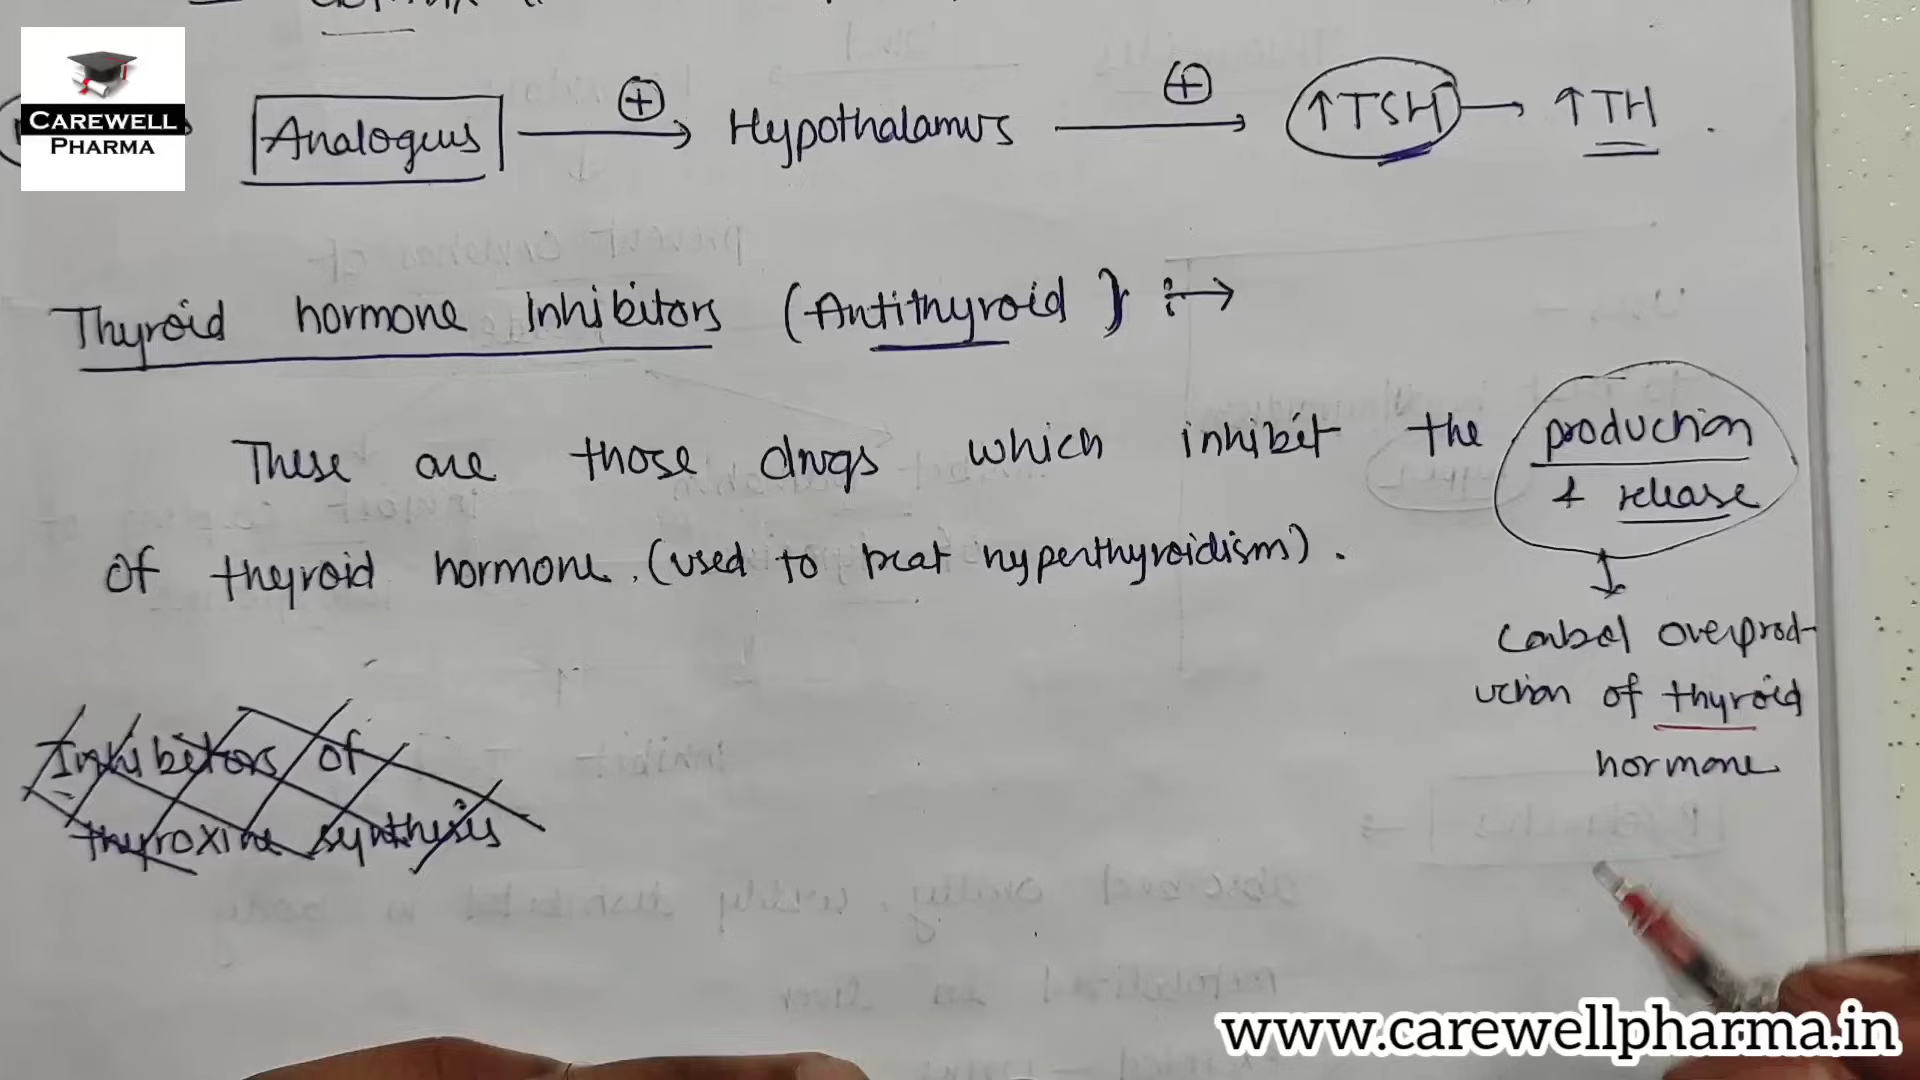 CAREWELL
PHARMA
Analogues ⊕→ Hypothalamus ⊕→ ↑TSH → ↑TH .
Thyroid hormone Inhibitors (Antithyroid) :→
These are those drugs which inhibit the production
& release
of thyroid hormone. (used to treat hyperthyroidism).
Control overprod-
uction of thyroid
hormone
Inhibitors of
thyroxine synthesis
www.carewellpharma.in